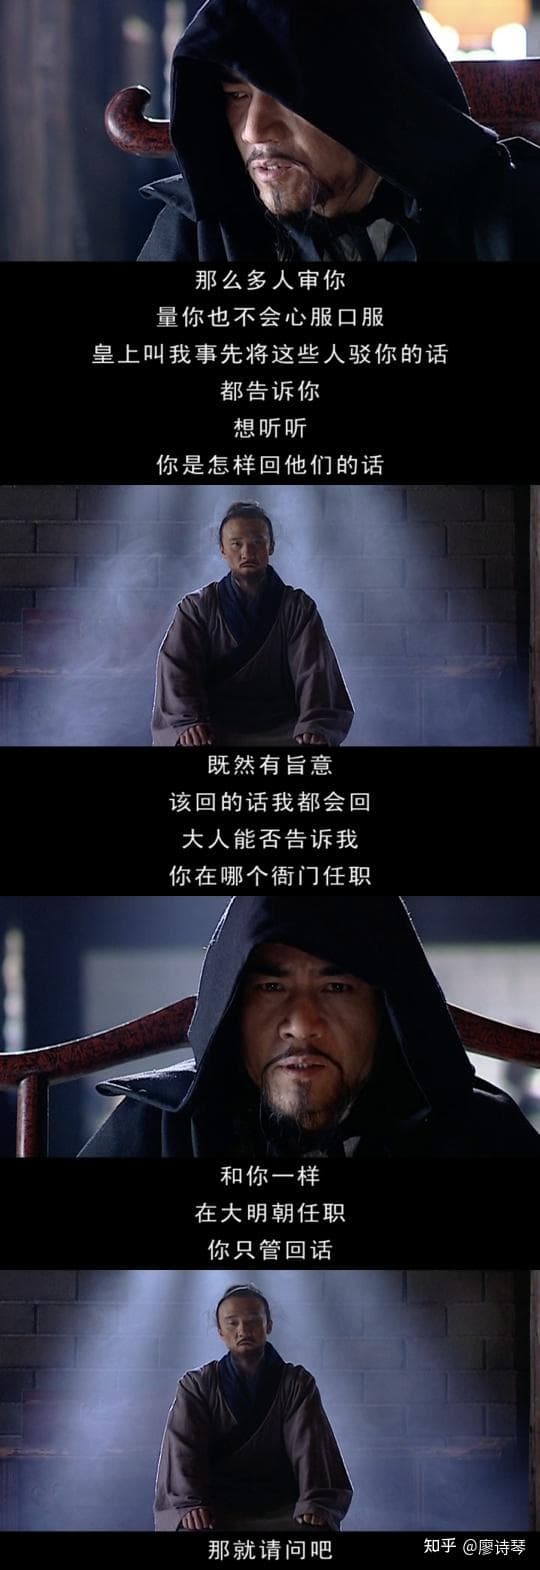 那么多人审你
量你也不会心服口服
皇上叫我事先将这些人驳你的话
都告诉你
想听听
你是怎样回他们的话
既然有旨意
该回的话我都会回
大人能否告诉我
你在哪个衙门任职
和你一样
在大明朝任职
你只管回话
那就请问吧
知乎 @廖诗琴